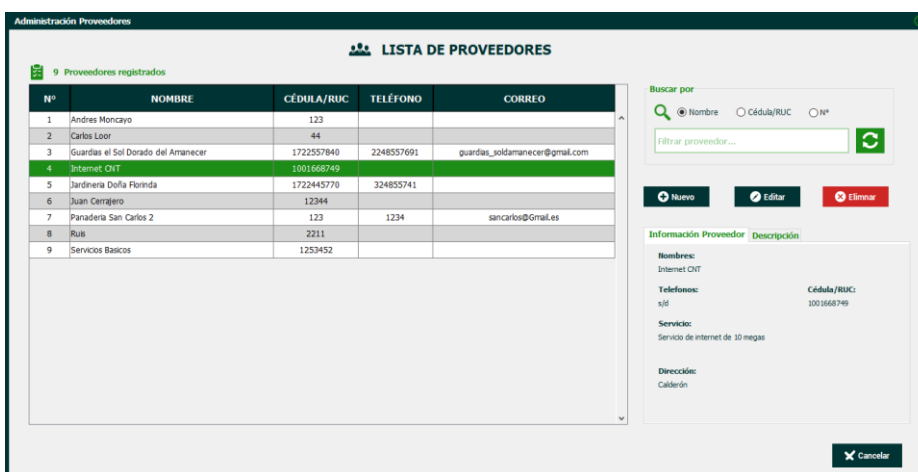 Administración Proveedores
LISTA DE PROVEEDORES
9 Proveedores registrados
Nº NOMBRE CÉDULA/RUC TELÉFONO CORREO
1 Andres Moncayo 123
2 Carlos Loor 44
3 Guardias el Sol Dorado del Amanecer 1722557840 2248557691 guardias_soldamanecer@gmail.com
4 Internet CNT 1001668749
5 Jardineria Doña Florinda 1722445770 324855741
6 Juan Cerrajero 12344
7 Panaderia San Carlos 2 123 1234 sancarlos@Gmail.es
8 Ruis 2211
9 Servicios Basicos 1253452
Buscar por
Nombre Cédula/RUC Nº
Filtrar proveedor...
Nuevo Editar Elimnar
Información Proveedor Descripción
Nombres:
Internet CNT
Telefonos: Cédula/RUC:
s/d 1001668749
Servicio:
Servicio de internet de 10 megas
Dirección:
Calderón
Cancelar